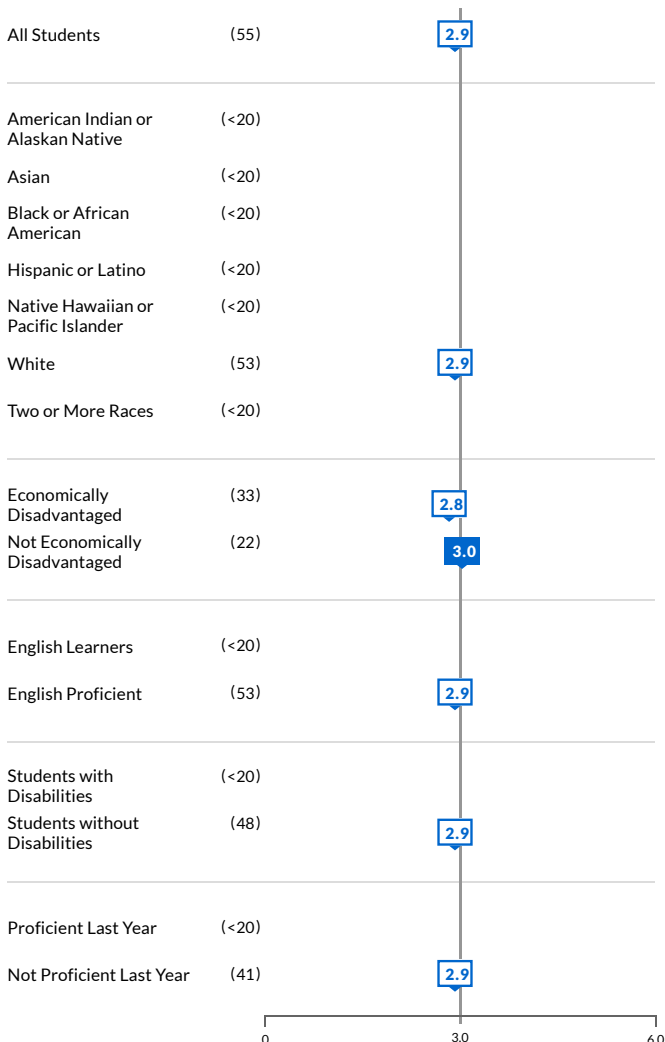 All Students (55) 2.9
American Indian or (<20)
Alaskan Native
Asian (<20)
Black or African (<20)
American
Hispanic or Latino (<20)
Native Hawaiian or (<20)
Pacific Islander
White (53) 2.9
Two or More Races (<20)
Economically (33) 2.8
Disadvantaged
Not Economically (22) 3.0
Disadvantaged
English Learners (<20)
English Proficient (53) 2.9
Students with (<20)
Disabilities
Students without (48) 2.9
Disabilities
Proficient Last Year (<20)
Not Proficient Last Year (41) 2.9
0 3.0 6.0